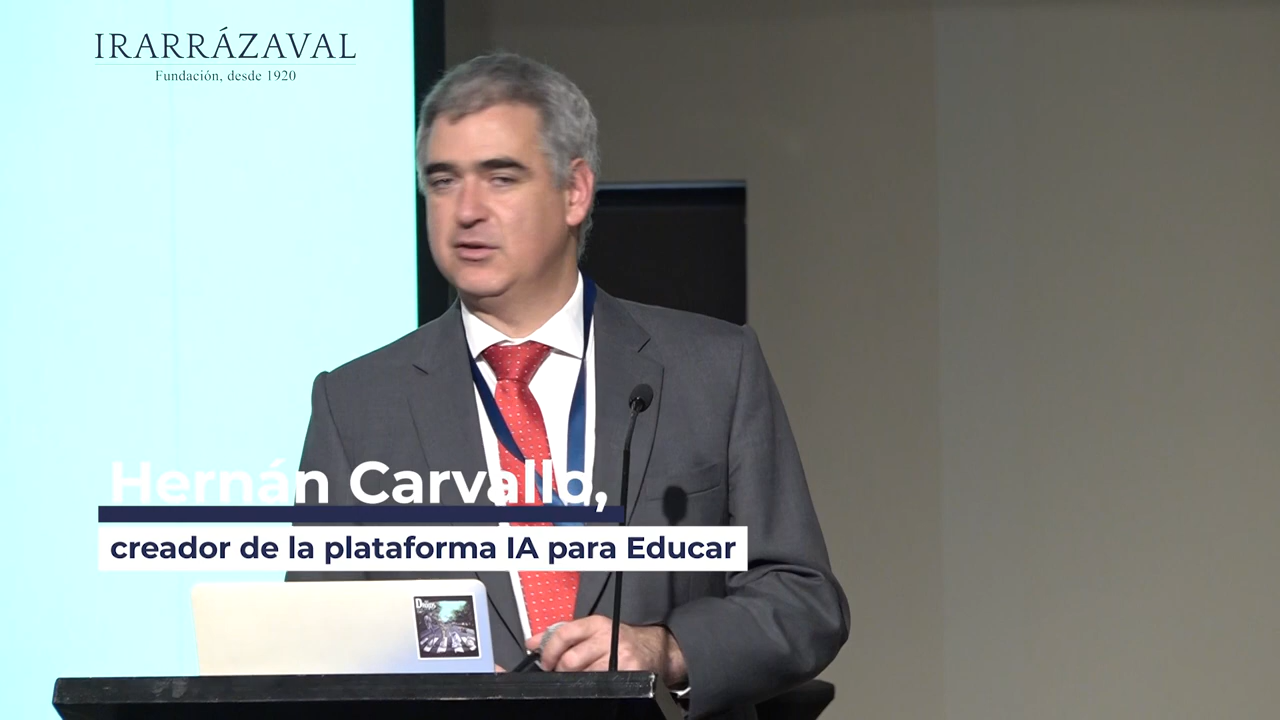 IRARRÁZAVAL
Fundación, desde 1920
Hernán Carvallo,
creador de la plataforma IA para Educar